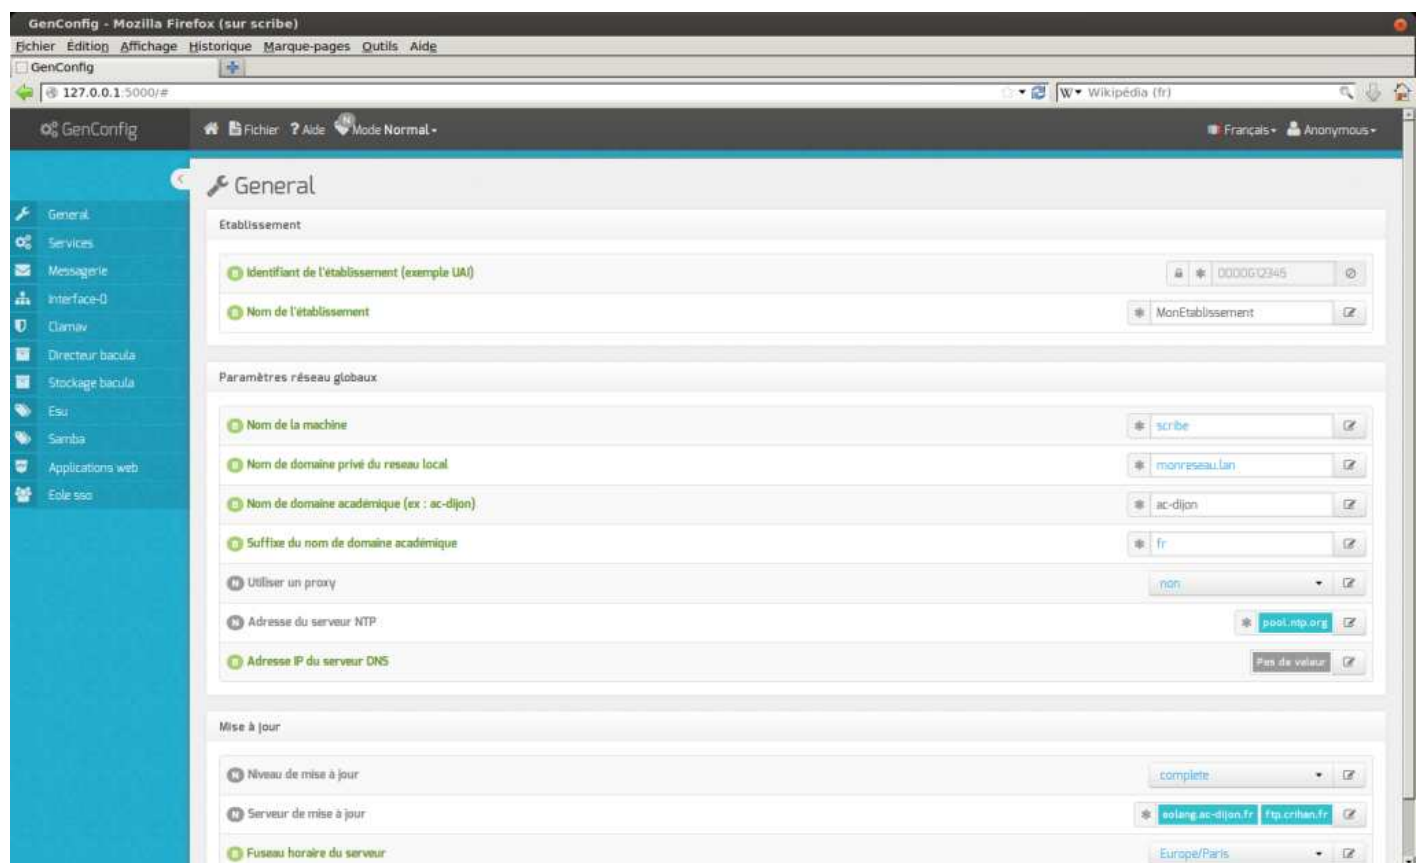 GenConfig - Mozilla Firefox (sur scribe)
Fichier Édition Affichage Historique Marque-pages Outils Aide
GenConfig
127.0.0.1:5000/# W Wikipédia (fr)
GenConfig Fichier ? Aide N Mode Normal Français Anonymous
General
General
Etablissement
Services
Messagerie
Identifiant de l'établissement (exemple UAI) 0000G12345
Interface-0
Nom de l'établissement MonEtablissement
Clamav
Directeur bacula
Stockage bacula
Paramètres réseau globaux
Esu
Nom de la machine scribe
Samba
Applications web
Nom de domaine privé du reseau local monreseau.lan
Eole sso
Nom de domaine académique (ex : ac-dijon) ac-dijon
Suffixe du nom de domaine académique fr
N Utiliser un proxy non
N Adresse du serveur NTP pool.ntp.org
Adresse IP du serveur DNS Pas de valeur
Mise à jour
N Niveau de mise à jour complete
N Serveur de mise à jour eolang.ac-dijon.fr ftp.crihan.fr
Fuseau horaire du serveur Europe/Paris